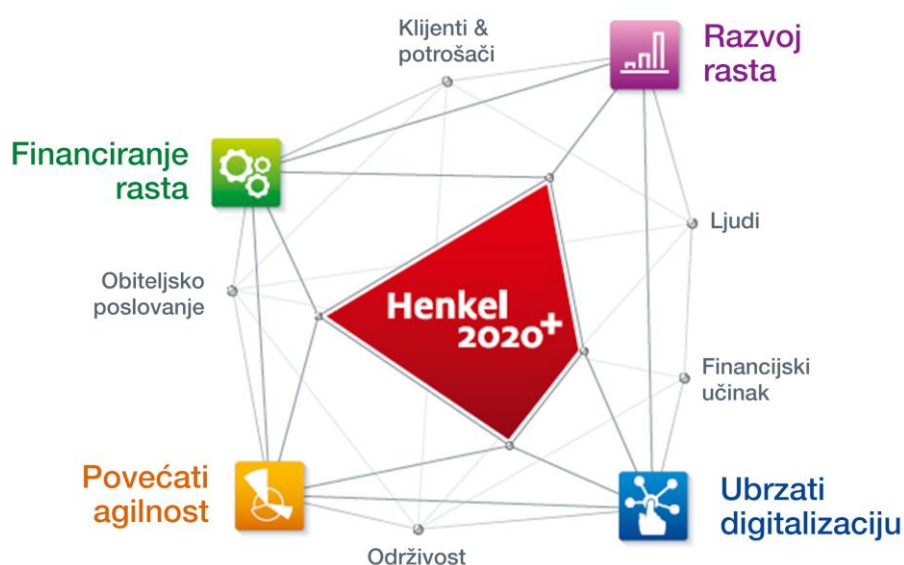 Klijenti &
potrošači
Razvoj
rasta
Financiranje
rasta
Ljudi
Obiteljsko
poslovanje
Henkel
2020+
Financijski
učinak
Povećati
agilnost
Ubrzati
digitalizaciju
Održivost